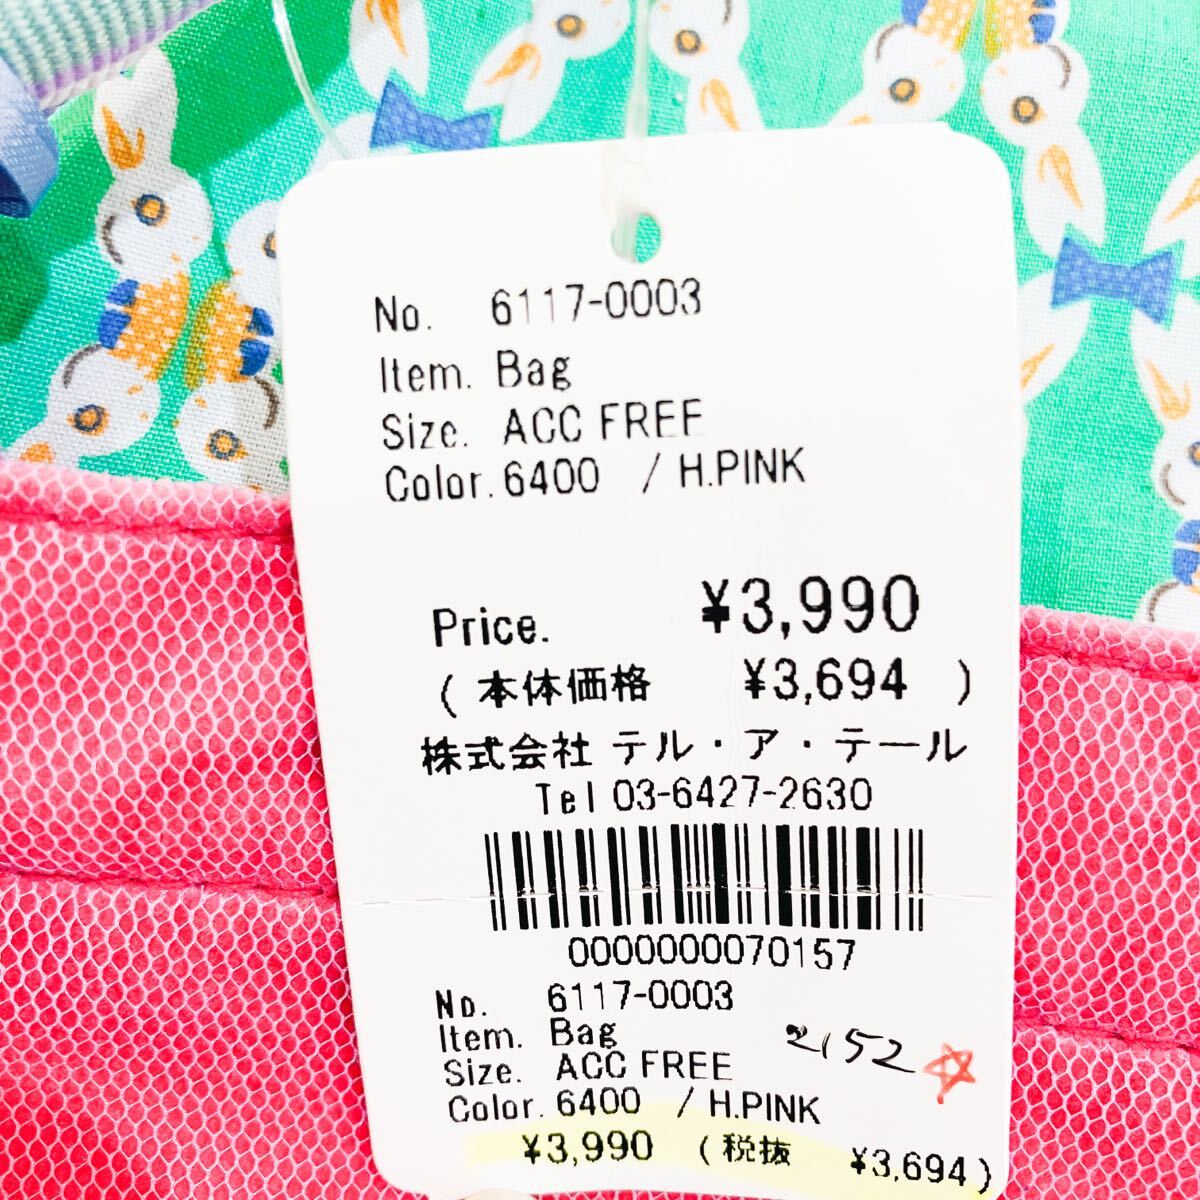 No. 6117-0003
Item. Bag
Size. ACC FREE
Color. 6400 / H.PINK
Price. ¥3,990
( 本体価格 ¥3,694 )
株式会社 テル・ア・テール
Tel 03-6427-2630
0000000070157
No. 6117-0003
Item. Bag
Size. ACC FREE
2152
Color. 6400 / H.PINK
¥3,990 ( 税抜 ¥3,694)